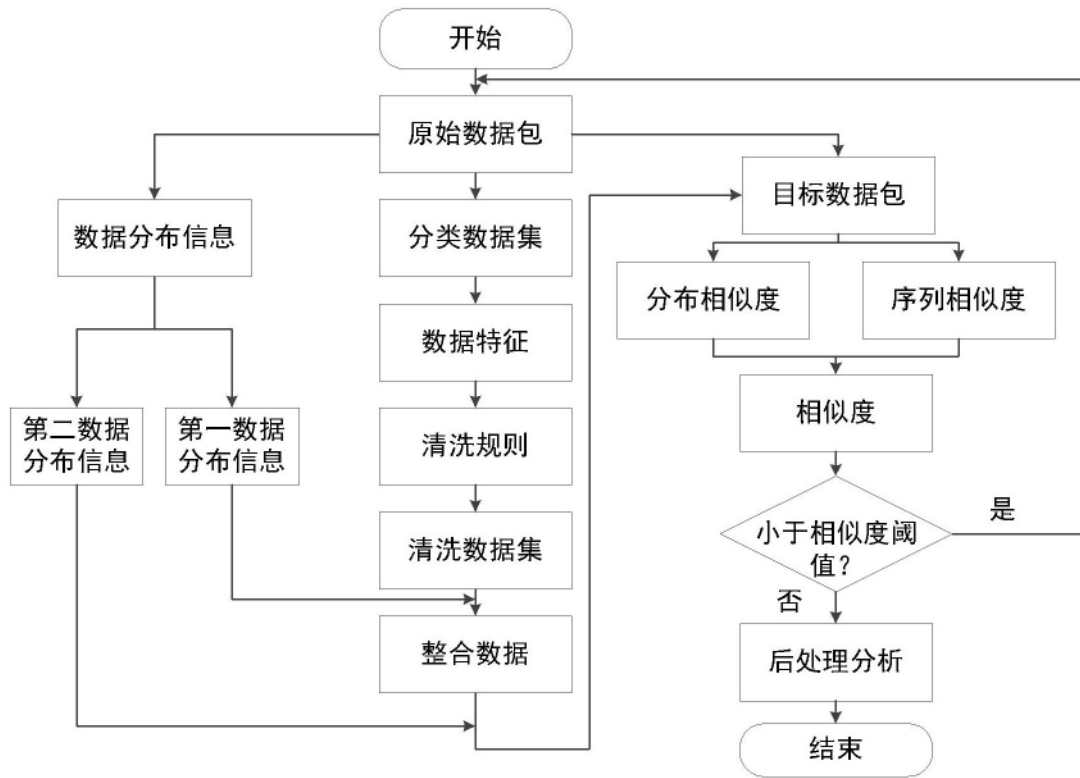 开始
原始数据包
目标数据包
数据分布信息
分类数据集
分布相似度
序列相似度
数据特征
相似度
第二数据
分布信息
第一数据
分布信息
清洗规则
清洗数据集
小于相似度阈
值?
是
否
整合数据
后处理分析
结束